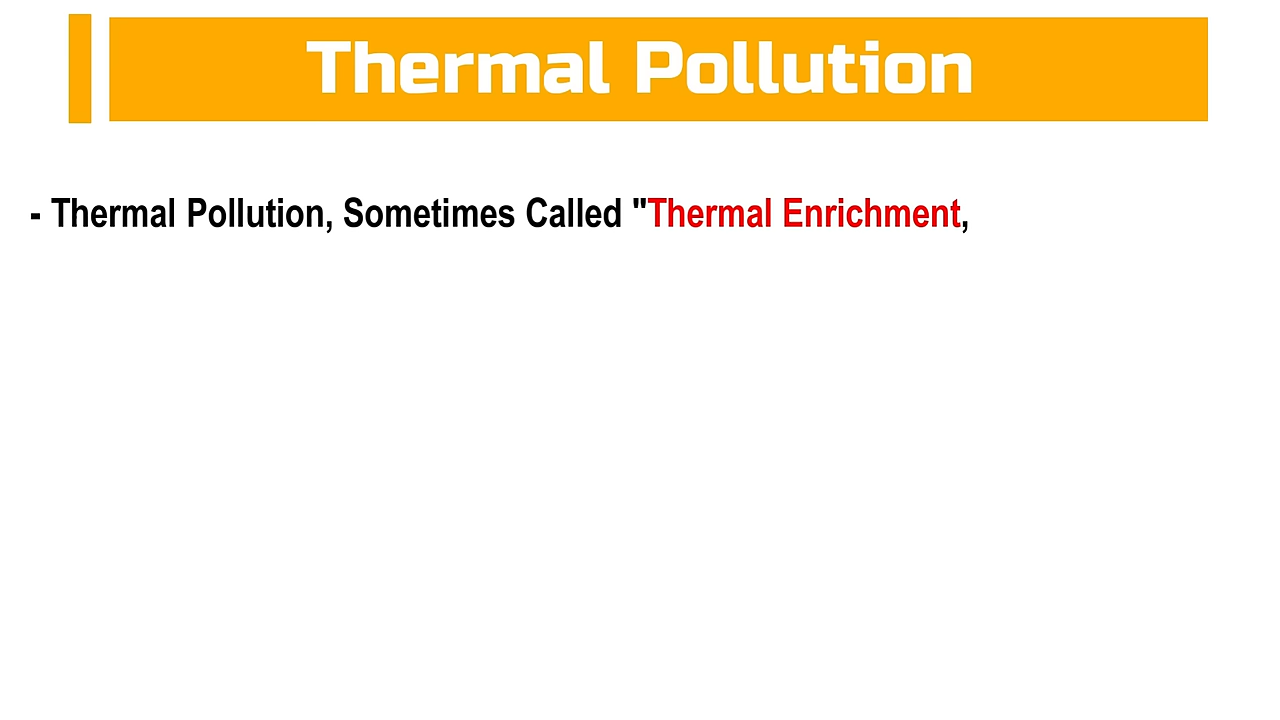 Thermal Pollution
- Thermal Pollution, Sometimes Called "Thermal Enrichment,